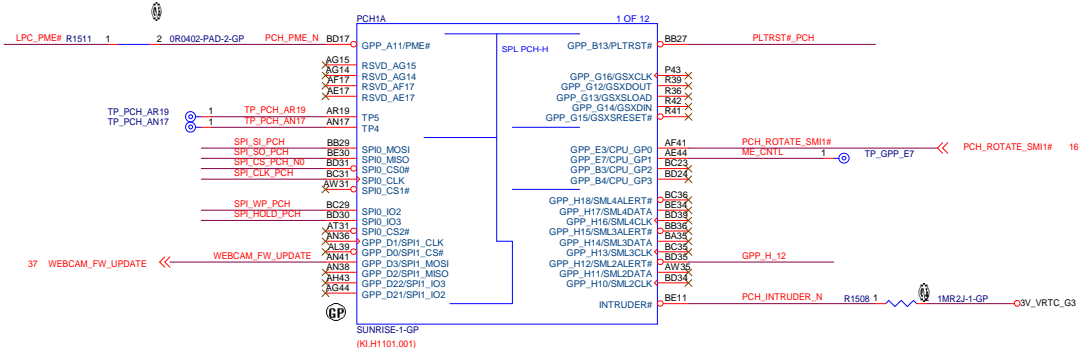 PCH1A 1 OF 12
LPC_PME# R1511 1 2 0R0402-PAD-2-GP PCH_PME_N BD17 GPP_A11/PME# GPP_B13/PLTRST# BB27 PLTRST#_PCH
SPL PCH-H
AG15 RSVD_AG15
AG14 RSVD_AG14 GPP_G16/GSXCLK P43
AF17 RSVD_AF17 GPP_G12/GSXDOUT R39
AE17 RSVD_AE17 GPP_G13/GSXSLOAD R36
GPP_G14/GSXDIN R42
TP_PCH_AR19 1 TP_PCH_AR19 AR19 TP5 GPP_G15/GSXSRESET# R41
TP_PCH_AN17 1 TP_PCH_AN17 AN17 TP4
SPI_SI_PCH BB29 SPI0_MOSI GPP_E3/CPU_GP0 AF41 PCH_ROTATE_SMI1# PCH_ROTATE_SMI1# 16
SPI_SO_PCH BE30 SPI0_MISO GPP_E7/CPU_GP1 AE44 ME_CNTL 1 TP_GPP_E7
SPI_CS_PCH_N0 BD31 SPI0_CS0# GPP_B3/CPU_GP2 BC23
SPI_CLK_PCH BC31 SPI0_CLK GPP_B4/CPU_GP3 BD24
AW31 SPI0_CS1#
GPP_H18/SML4ALERT# BC36
SPI_WP_PCH BC29 SPI0_IO2 GPP_H17/SML4DATA BE34
SPI_HOLD_PCH BD30 SPI0_IO3 GPP_H16/SML4CLK BD39
AT31 SPI0_CS2# GPP_H15/SML3ALERT# BB36
AN36 GPP_D1/SPI1_CLK GPP_H14/SML3DATA BA35
AL39 GPP_D0/SPI1_CS# GPP_H13/SML3CLK BC35
37 WEBCAM_FW_UPDATE WEBCAM_FW_UPDATE AN41 GPP_D3/SPI1_MOSI GPP_H12/SML2ALERT# BD35 GPP_H_12
AN38 GPP_D2/SPI1_MISO GPP_H11/SML2DATA AW35
AH43 GPP_D22/SPI1_IO3 GPP_H10/SML2CLK BD34
AG44 GPP_D21/SPI1_IO2
GP INTRUDER# BE11 PCH_INTRUDER_N R1508 1 1MR2J-1-GP 3V_VRTC_G3
SUNRISE-1-GP
(KI.H1101.001)